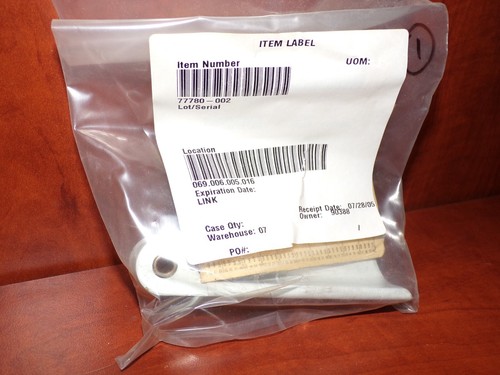 ITEM LABEL
Item Number UOM:
77780-002
Lot/Serial
Location
069.006.005.016
Expiration Date:
LINK
Receipt Date: 07/28/05
Owner: 90388
Case Qty:
Warehouse: 07
PO#:
1